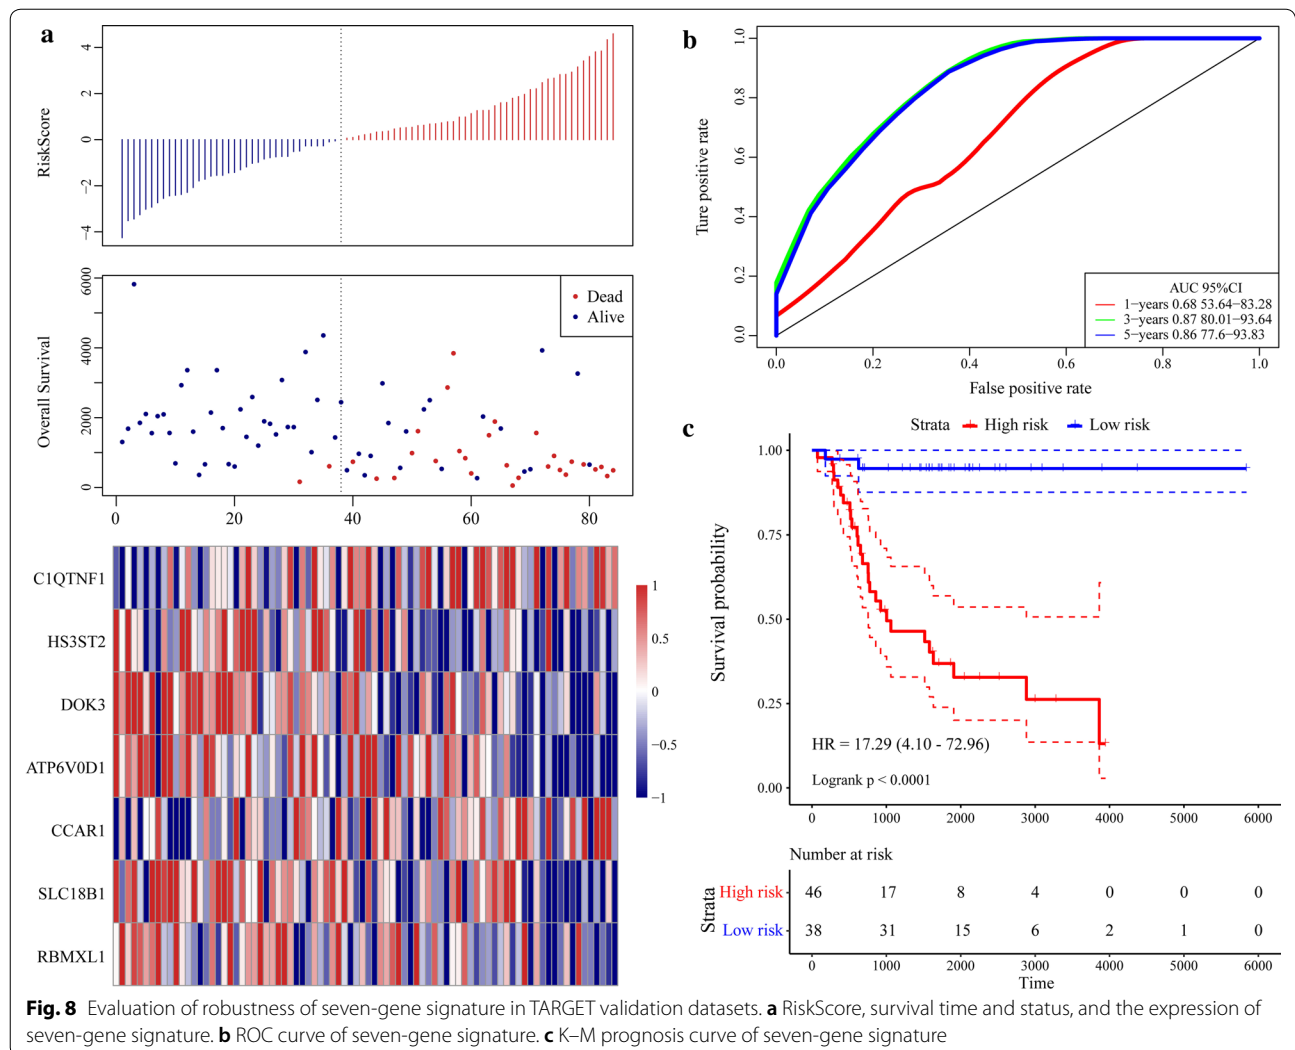 a
RiskScore
4
2
0
−2
−4
Overall Survival
6000
4000
2000
0
Dead
Alive
0 20 40 60 80
C1QTNF1
HS3ST2
DOK3
ATP6V0D1
CCAR1
SLC18B1
RBMXL1
1
0.5
0
−0.5
−1
b
Ture positive rate
1.0
0.8
0.6
0.4
0.2
0.0
AUC 95%CI
1−years 0.68 53.64−83.28
3−years 0.87 80.01−93.64
5−years 0.86 77.6−93.83
0.0 0.2 0.4 0.6 0.8 1.0
False positive rate
c
Strata High risk Low risk
Survival probability
1.00
0.75
0.50
0.25
0.00
HR = 17.29 (4.10 - 72.96)
Logrank p < 0.0001
0 1000 2000 3000 4000 5000 6000
Number at risk
Strata
High risk 46 17 8 4 0 0 0
Low risk 38 31 15 6 2 1 0
0 1000 2000 3000 4000 5000 6000
Time
Fig. 8 Evaluation of robustness of seven-gene signature in TARGET validation datasets. a RiskScore, survival time and status, and the expression of
seven-gene signature. b ROC curve of seven-gene signature. c K–M prognosis curve of seven-gene signature